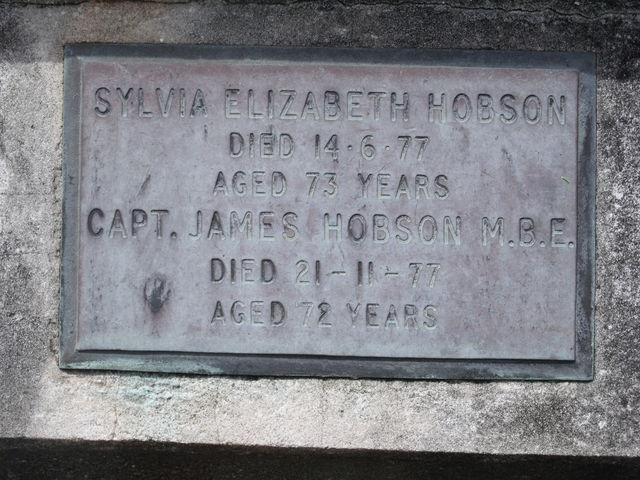 SYLVIA ELIZABETH HOBSON
DIED 14·6·77
AGED 73 YEARS
CAPT. JAMES HOBSON M.B.E.
DIED 21-11-77
AGED 72 YEARS